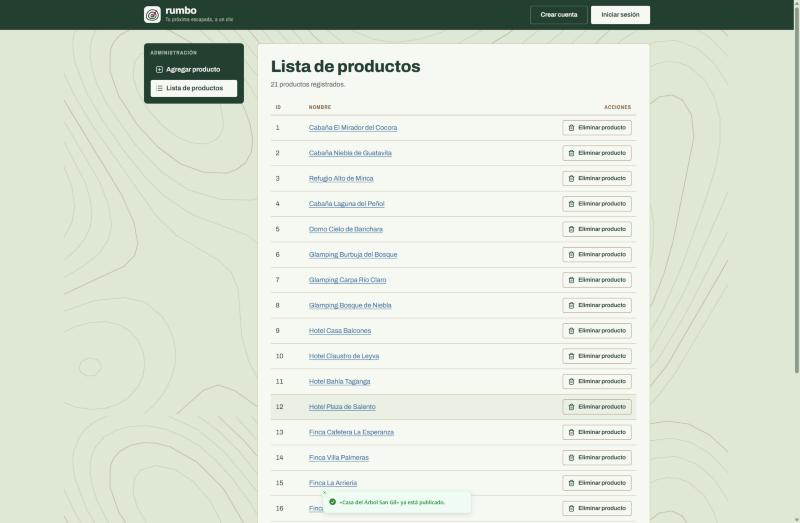 rumbo
Tu próxima escapada, a un clic
Crear cuenta
Iniciar sesión
ADMINISTRACIÓN
Agregar producto
Lista de productos
Lista de productos
21 productos registrados.
ID NOMBRE ACCIONES
1 Cabaña El Mirador del Cocora Eliminar producto
2 Cabaña Niebla de Guatavita Eliminar producto
3 Refugio Alto de Minca Eliminar producto
4 Cabaña Laguna del Peñol Eliminar producto
5 Domo Cielo de Barichara Eliminar producto
6 Glamping Burbuja del Bosque Eliminar producto
7 Glamping Carpa Río Claro Eliminar producto
8 Glamping Bosque de Niebla Eliminar producto
9 Hotel Casa Balcones Eliminar producto
10 Hotel Claustro de Leyva Eliminar producto
11 Hotel Bahía Taganga Eliminar producto
12 Hotel Plaza de Salento Eliminar producto
13 Finca Cafetera La Esperanza Eliminar producto
14 Finca Villa Palmeras Eliminar producto
15 Finca La Arriería Eliminar producto
16 Eliminar producto
«Casa del Árbol San Gil» ya está publicado.